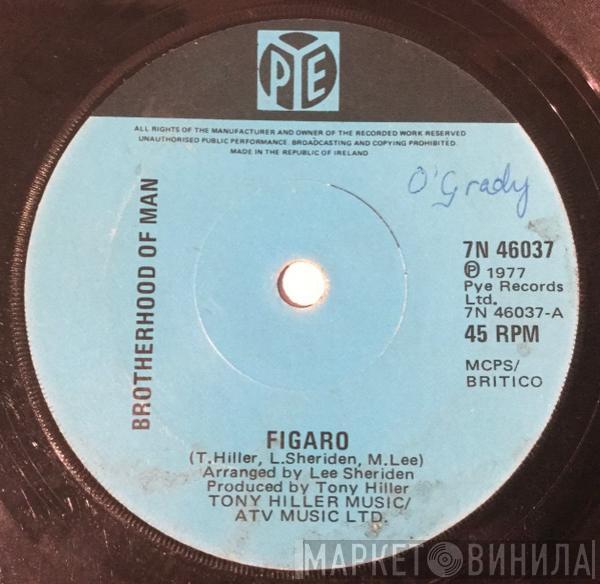 PYE
ALL RIGHTS OF THE MANUFACTURER AND OWNER OF THE RECORDED WORK RESERVED
UNAUTHORISED PUBLIC PERFORMANCE, BROADCASTING AND COPYING PROHIBITED.
MADE IN THE REPUBLIC OF IRELAND
O'Grady
BROTHERHOOD OF MAN
7N 46037
Ⓟ 1977
Pye Records
Ltd.
7N 46037-A
45 RPM
MCPS/
BRITICO
FIGARO
(T.Hiller, L.Sheriden, M.Lee)
Arranged by Lee Sheriden
Produced by Tony Hiller
TONY HILLER MUSIC/
ATV MUSIC LTD.
МАРКЕТ ВИНИЛА